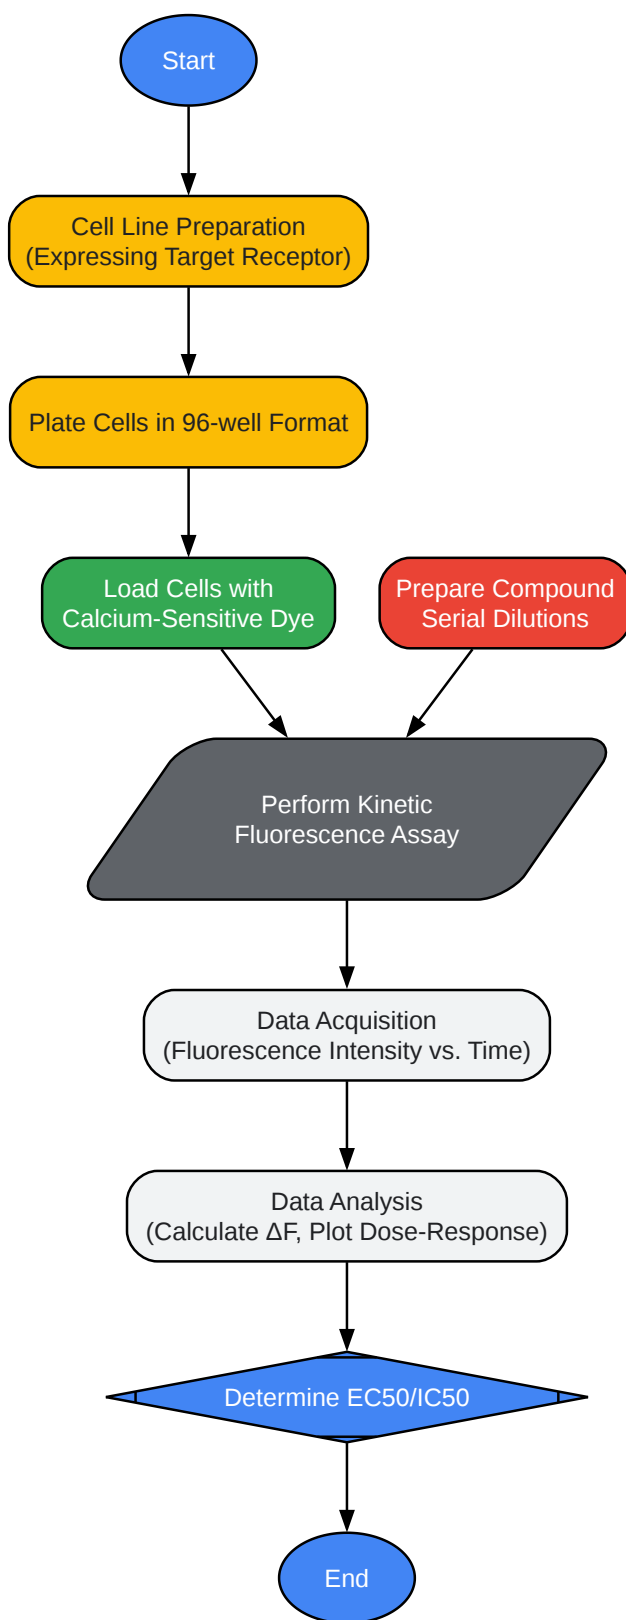 Start
Cell Line Preparation
(Expressing Target Receptor)
Plate Cells in 96-well Format
Load Cells with
Calcium-Sensitive Dye
Prepare Compound
Serial Dilutions
Perform Kinetic
Fluorescence Assay
Data Acquisition
(Fluorescence Intensity vs. Time)
Data Analysis
(Calculate ΔF, Plot Dose-Response)
Determine EC50/IC50
End